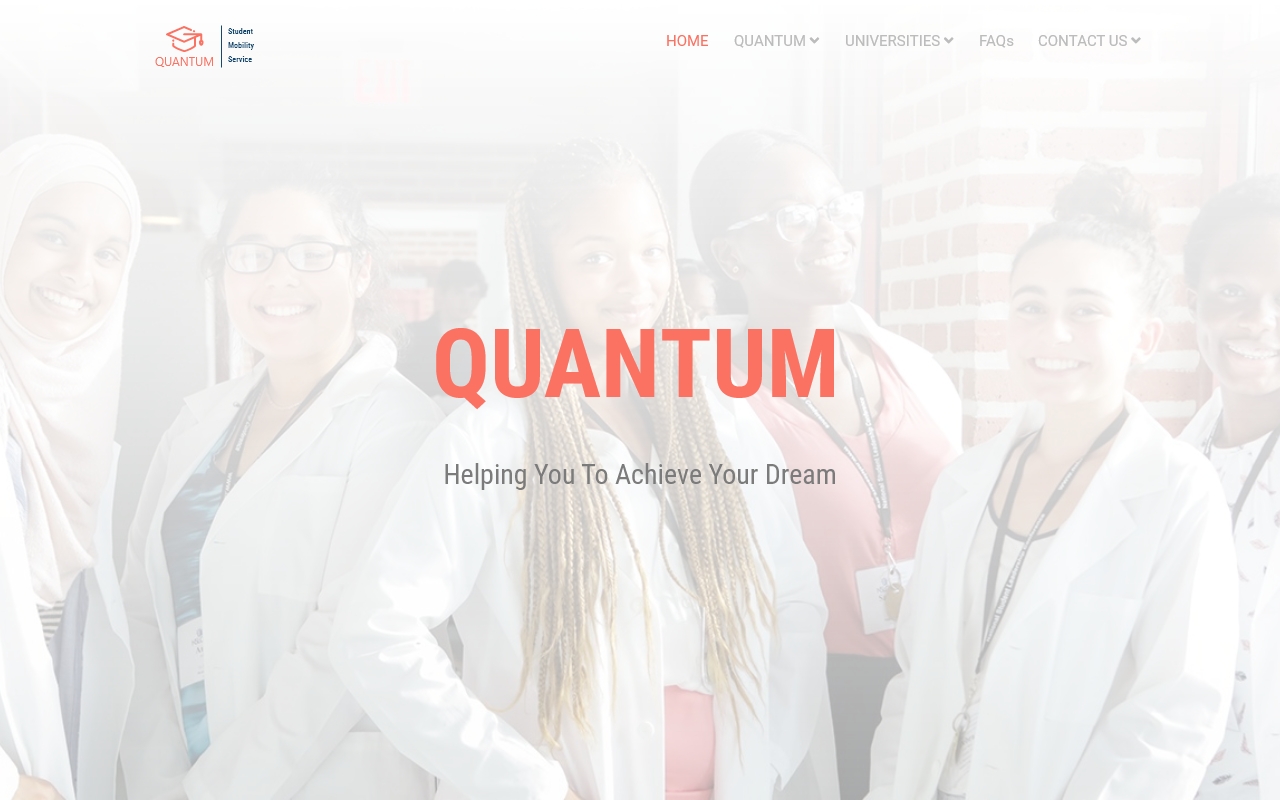 QUANTUM
Student
Mobility
Service
HOME QUANTUM UNIVERSITIES FAQs CONTACT US
QUANTUM
Helping You To Achieve Your Dream